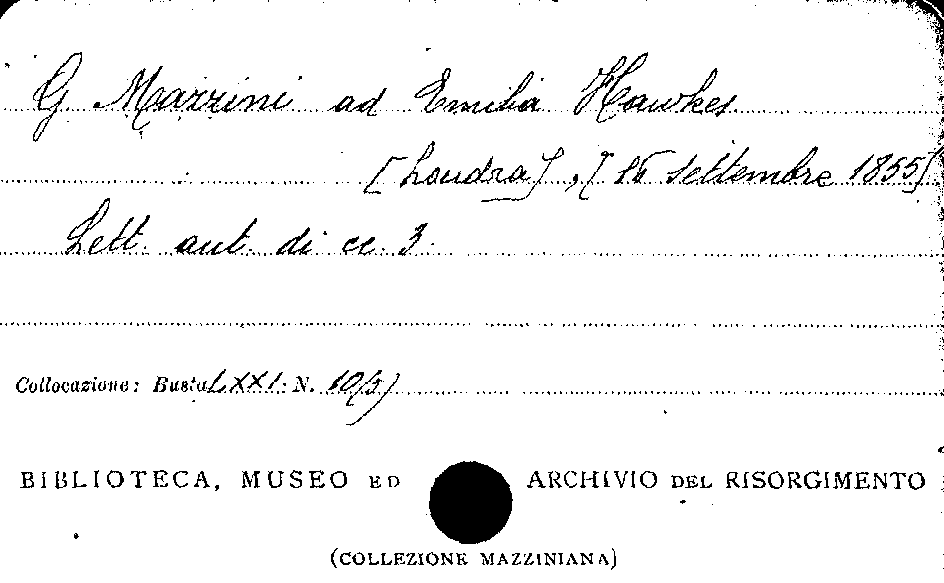 G Mazzini ad Emilia Hawkes
[Londra], [16 settembre 1855]
Lett. aut. di cc. 3.
Collocazione: Busta LXXI. N. 10(5)
BIBLIOTECA, MUSEO ED ARCHIVIO DEL RISORGIMENTO
(COLLEZIONE MAZZINIANA)